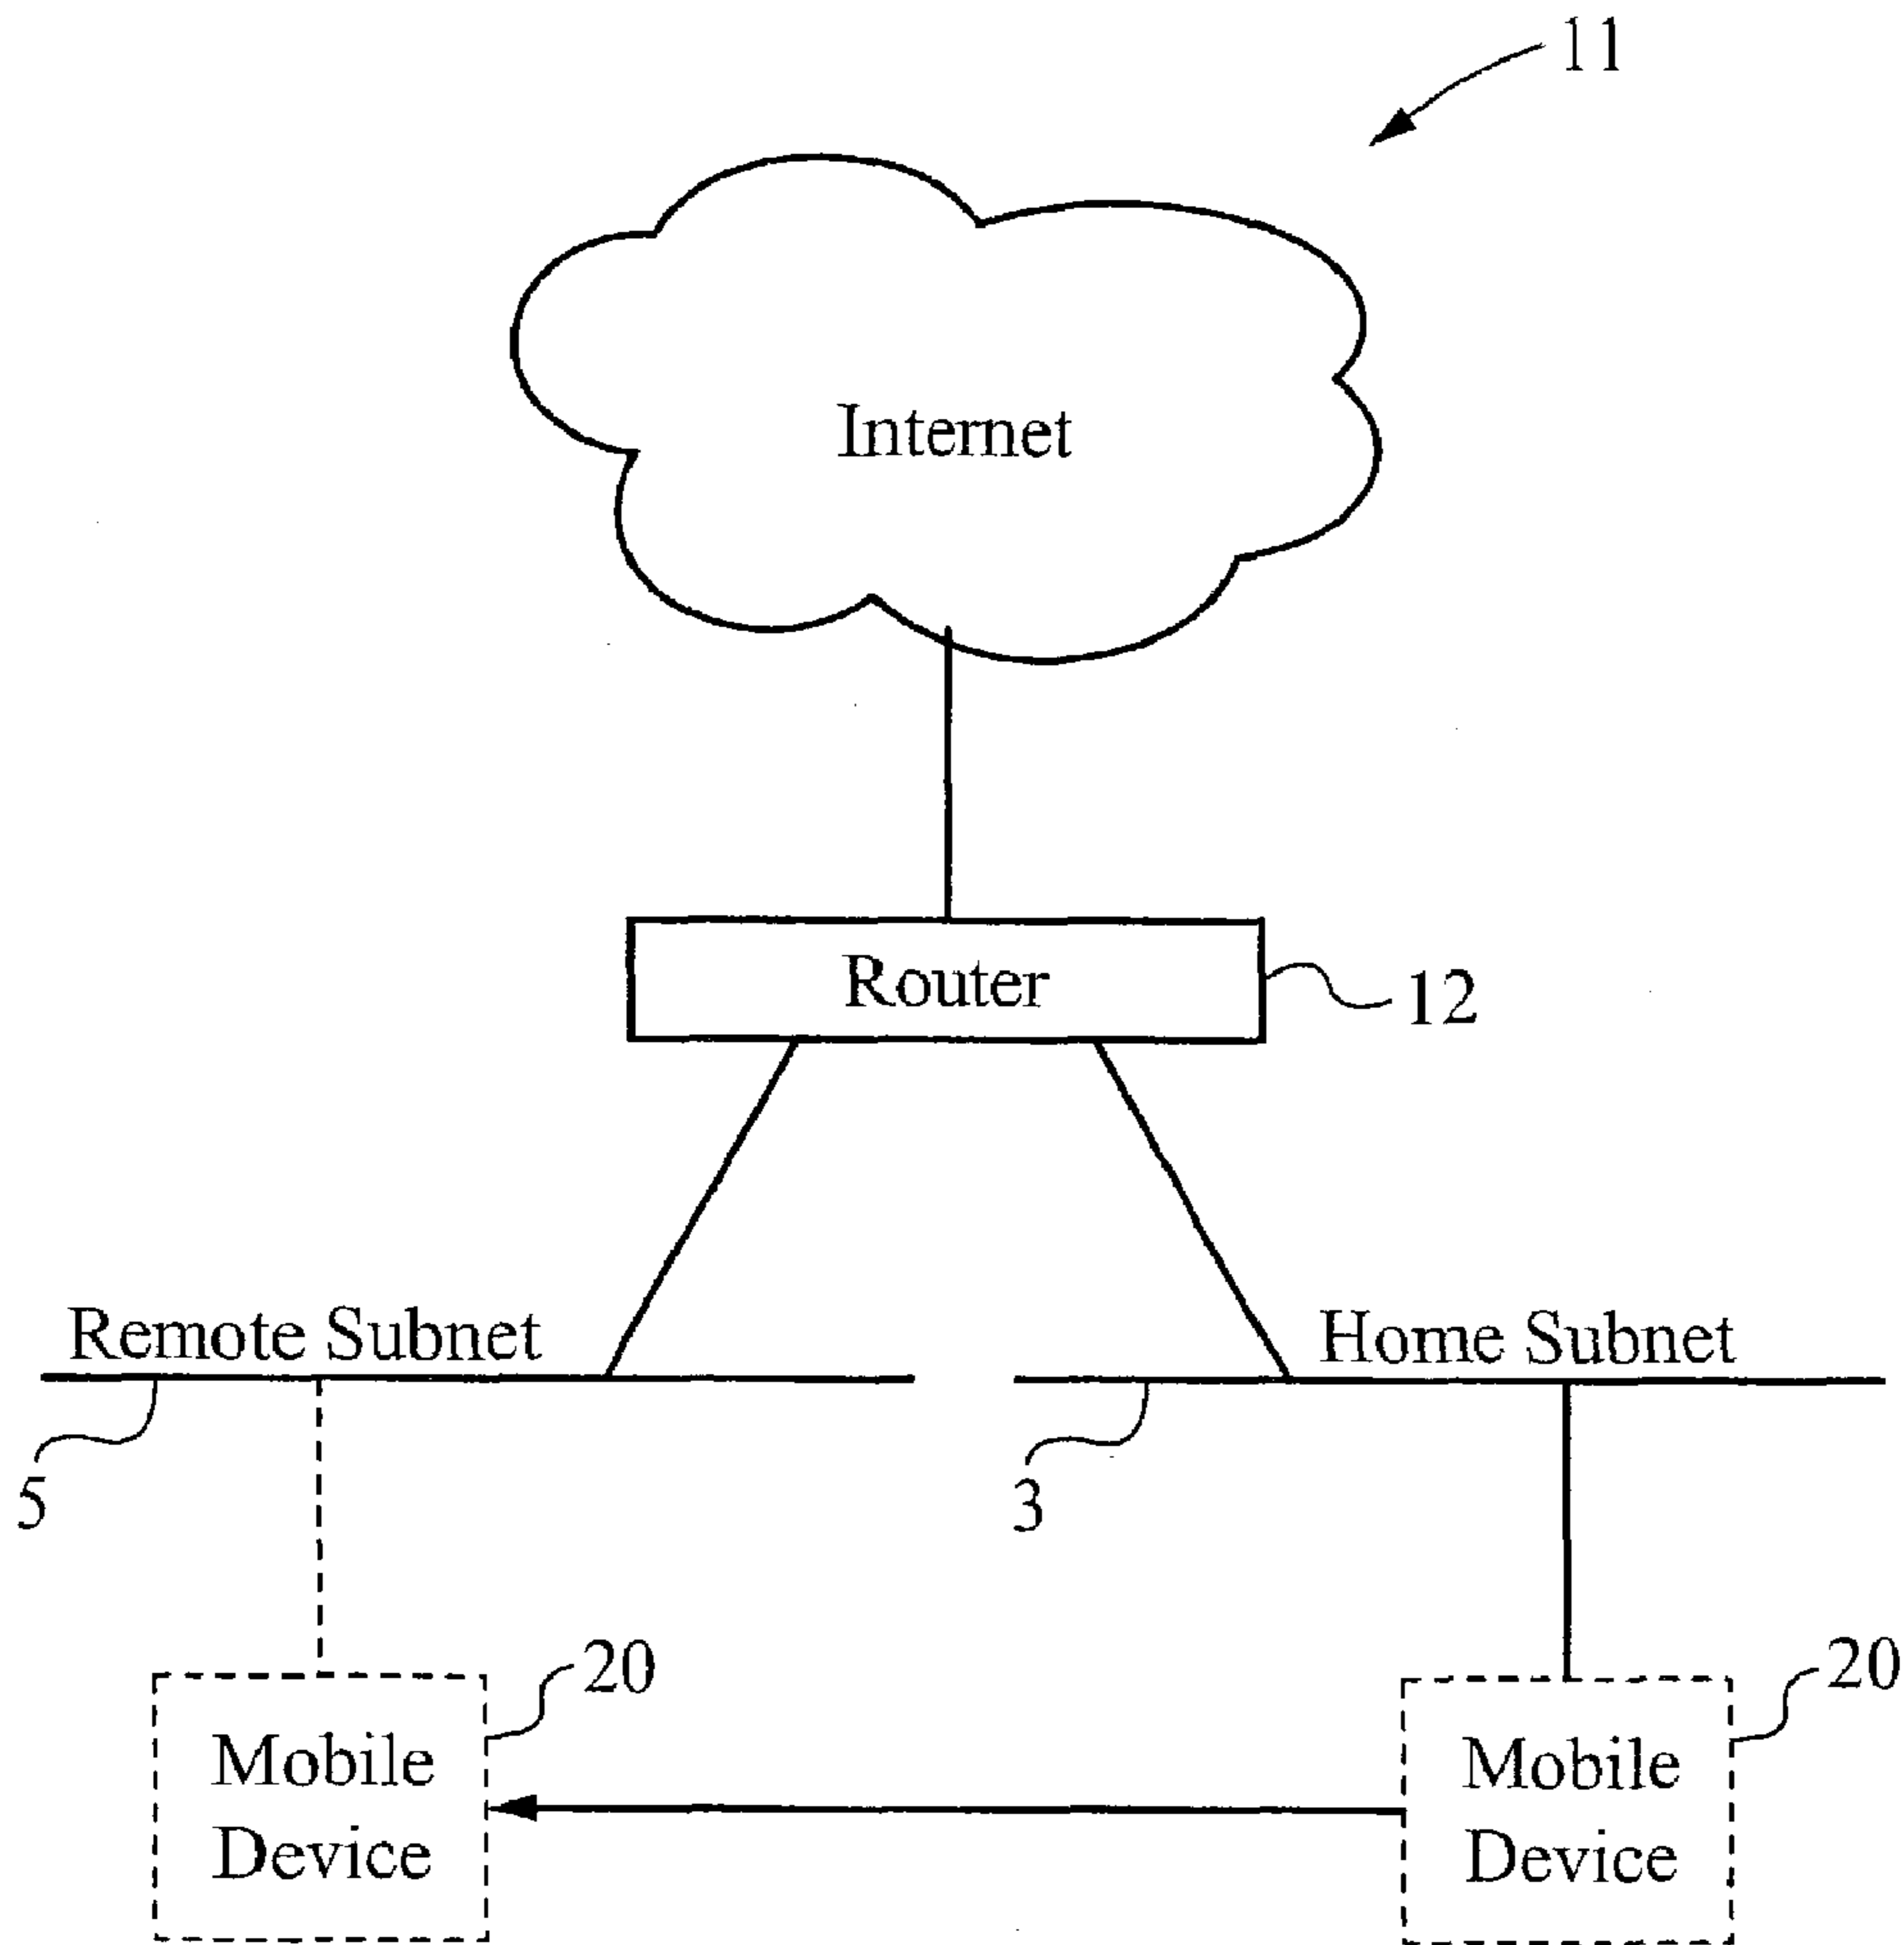 11
Internet
Router
12
Remote Subnet
Home Subnet
5
3
20
20
Mobile
Device
Mobile
Device